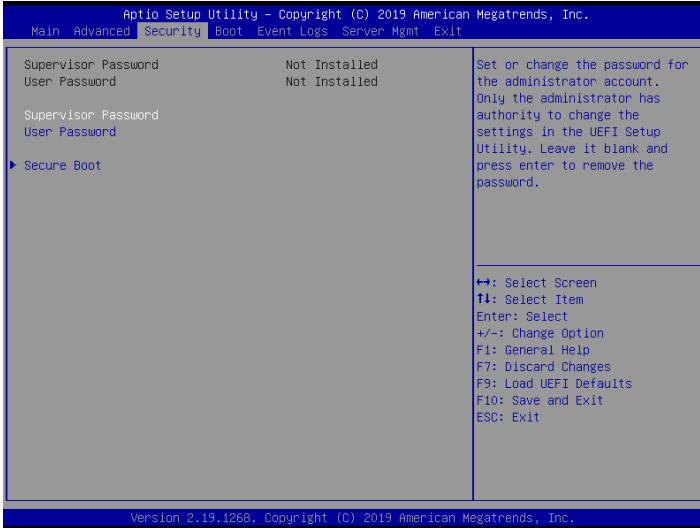 Aptio Setup Utility - Copyright (C) 2019 American Megatrends, Inc.
Main Advanced Security Boot Event Logs Server Mgmt Exit
Supervisor Password Not Installed
User Password Not Installed
Supervisor Password
User Password
Secure Boot
Set or change the password for
the administrator account.
Only the administrator has
authority to change the
settings in the UEFI Setup
Utility. Leave it blank and
press enter to remove the
password.
↔: Select Screen
↑↓: Select Item
Enter: Select
+/-: Change Option
F1: General Help
F7: Discard Changes
F9: Load UEFI Defaults
F10: Save and Exit
ESC: Exit
Version 2.19.1268. Copyright (C) 2019 American Megatrends, Inc.